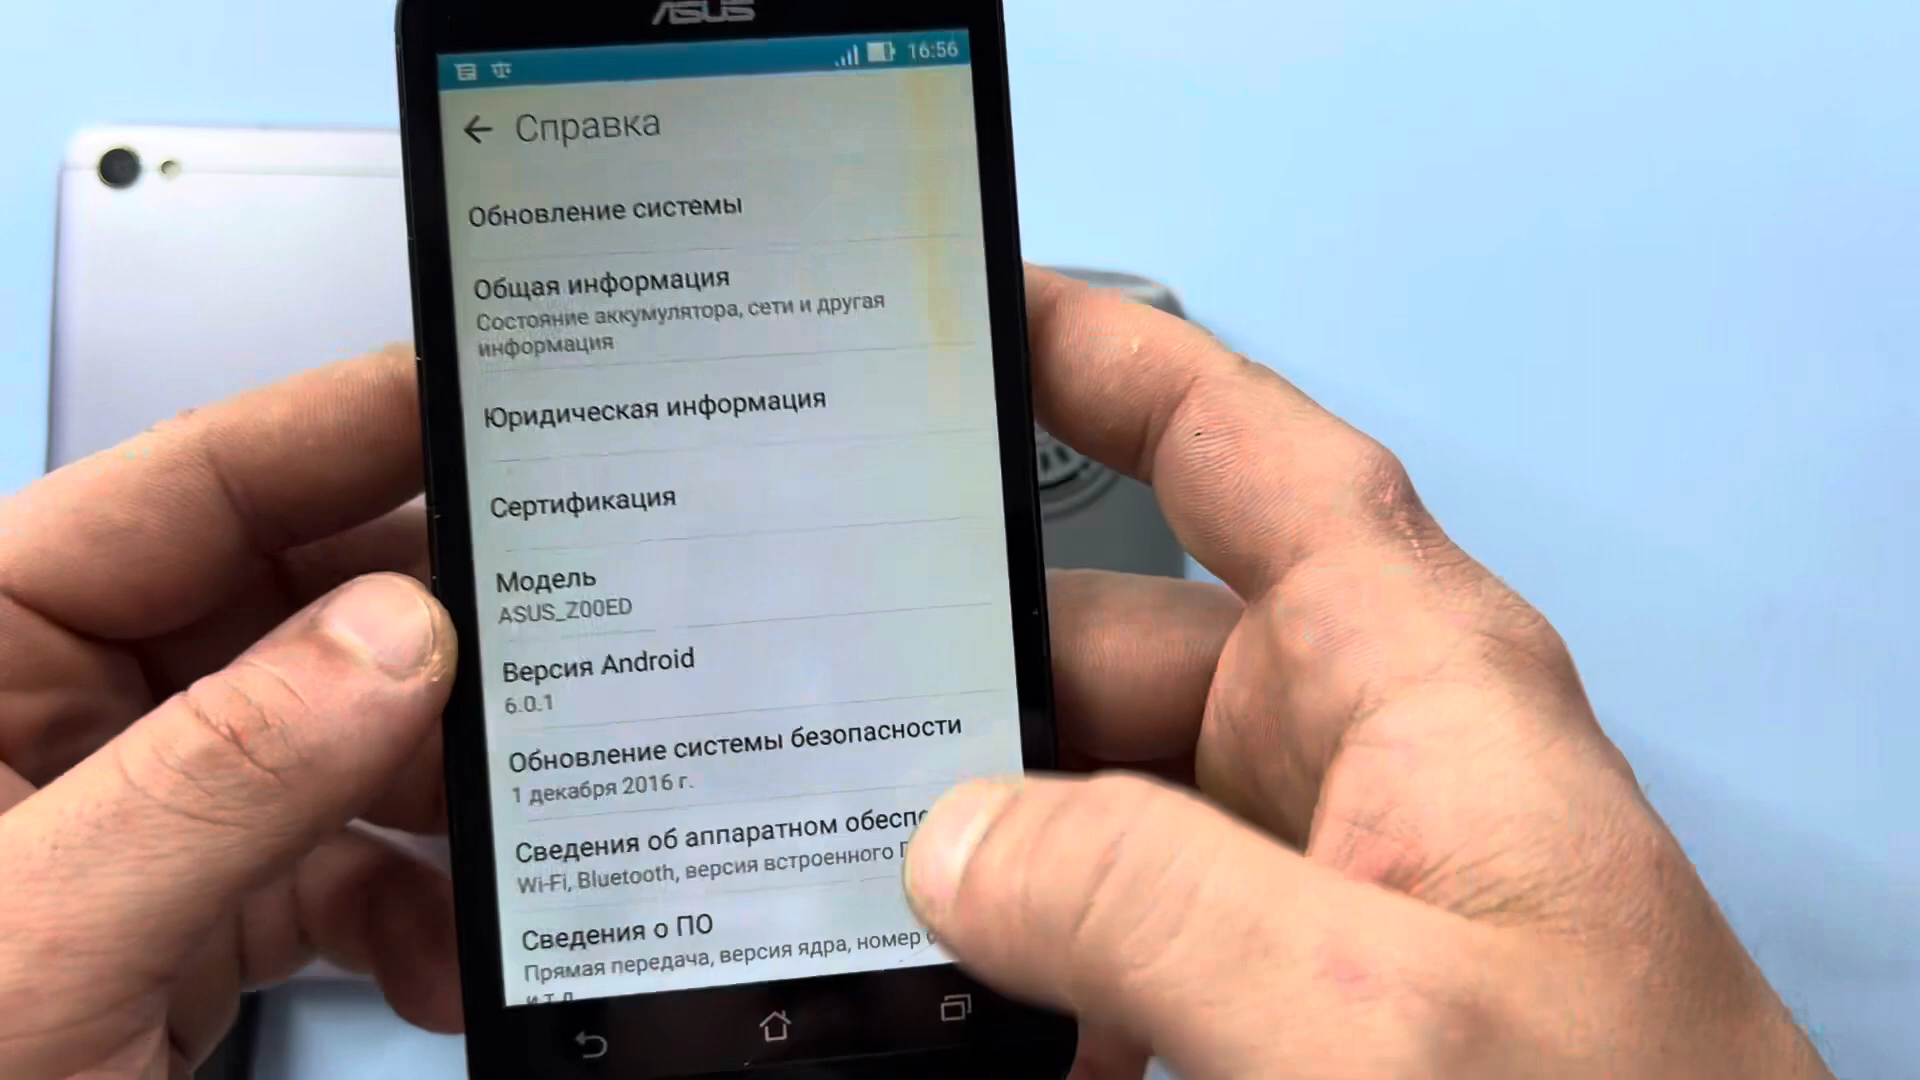 ASUS
16:56
Справка
Обновление системы
Общая информация
Состояние аккумулятора, сети и другая
информация
Юридическая информация
Сертификация
Модель
ASUS_Z00ED
Версия Android
6.0.1
Обновление системы безопасности
1 декабря 2016 г.
Сведения об аппаратном обесп
Wi-Fi, Bluetooth, версия встроенного П
Сведения о ПО
Прямая передача, версия ядра, номер
и т.д.